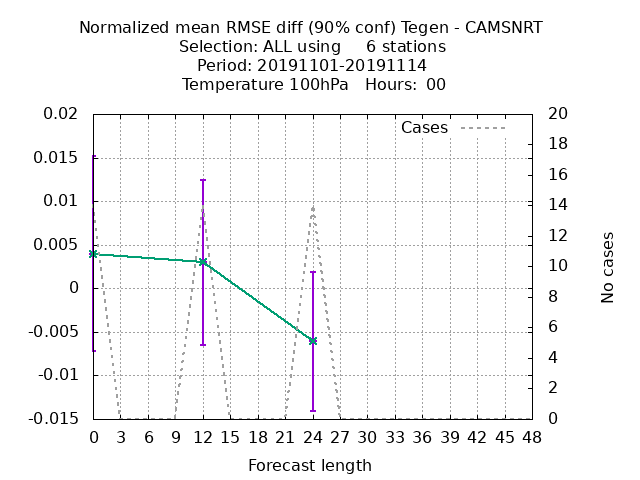 Normalized mean RMSE diff (90% conf) Tegen - CAMSNRT
Selection: ALL using     6 stations
Period: 20191101-20191114
Temperature 100hPa   Hours:  00
Cases
0.02
0.015
0.01
0.005
0
-0.005
-0.01
-0.015
20
18
16
14
12
10
8
6
4
2
0
No cases
0 3 6 9 12 15 18 21 24 27 30 33 36 39 42 45 48
Forecast length